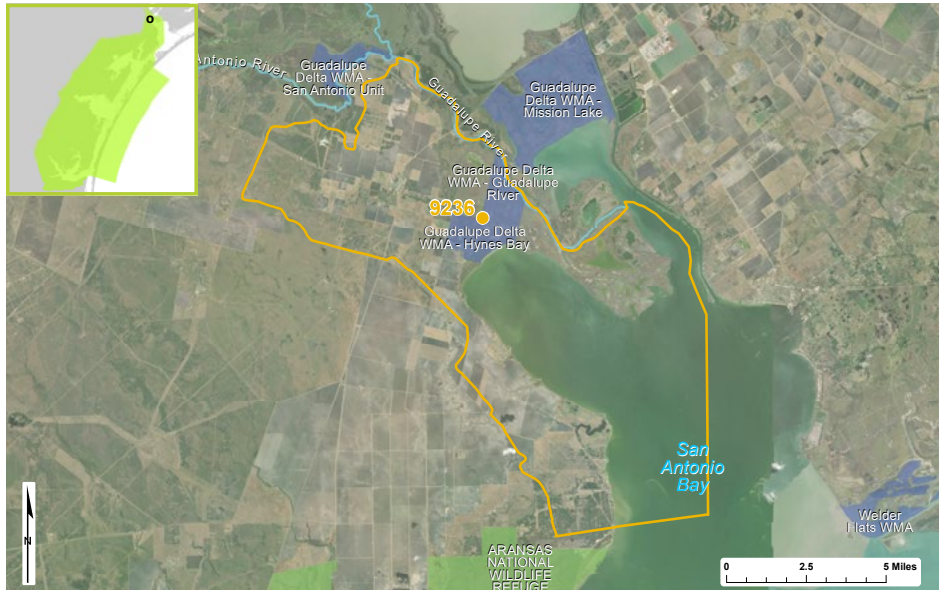 O
Antonio River
Guadalupe
Delta WMA -
San Antonio Unit
Guadalupe River
Guadalupe
Delta WMA -
Mission Lake
Guadalupe Delta
WMA - Guadalupe
RIver
9236
Guadalupe Delta
WMA - Hynes Bay
San
Antonio
Bay
Welder
Flats WMA
ARANSAS
NATIONAL
WILDLIFE
REFUGE
N
0 2.5 5 Miles